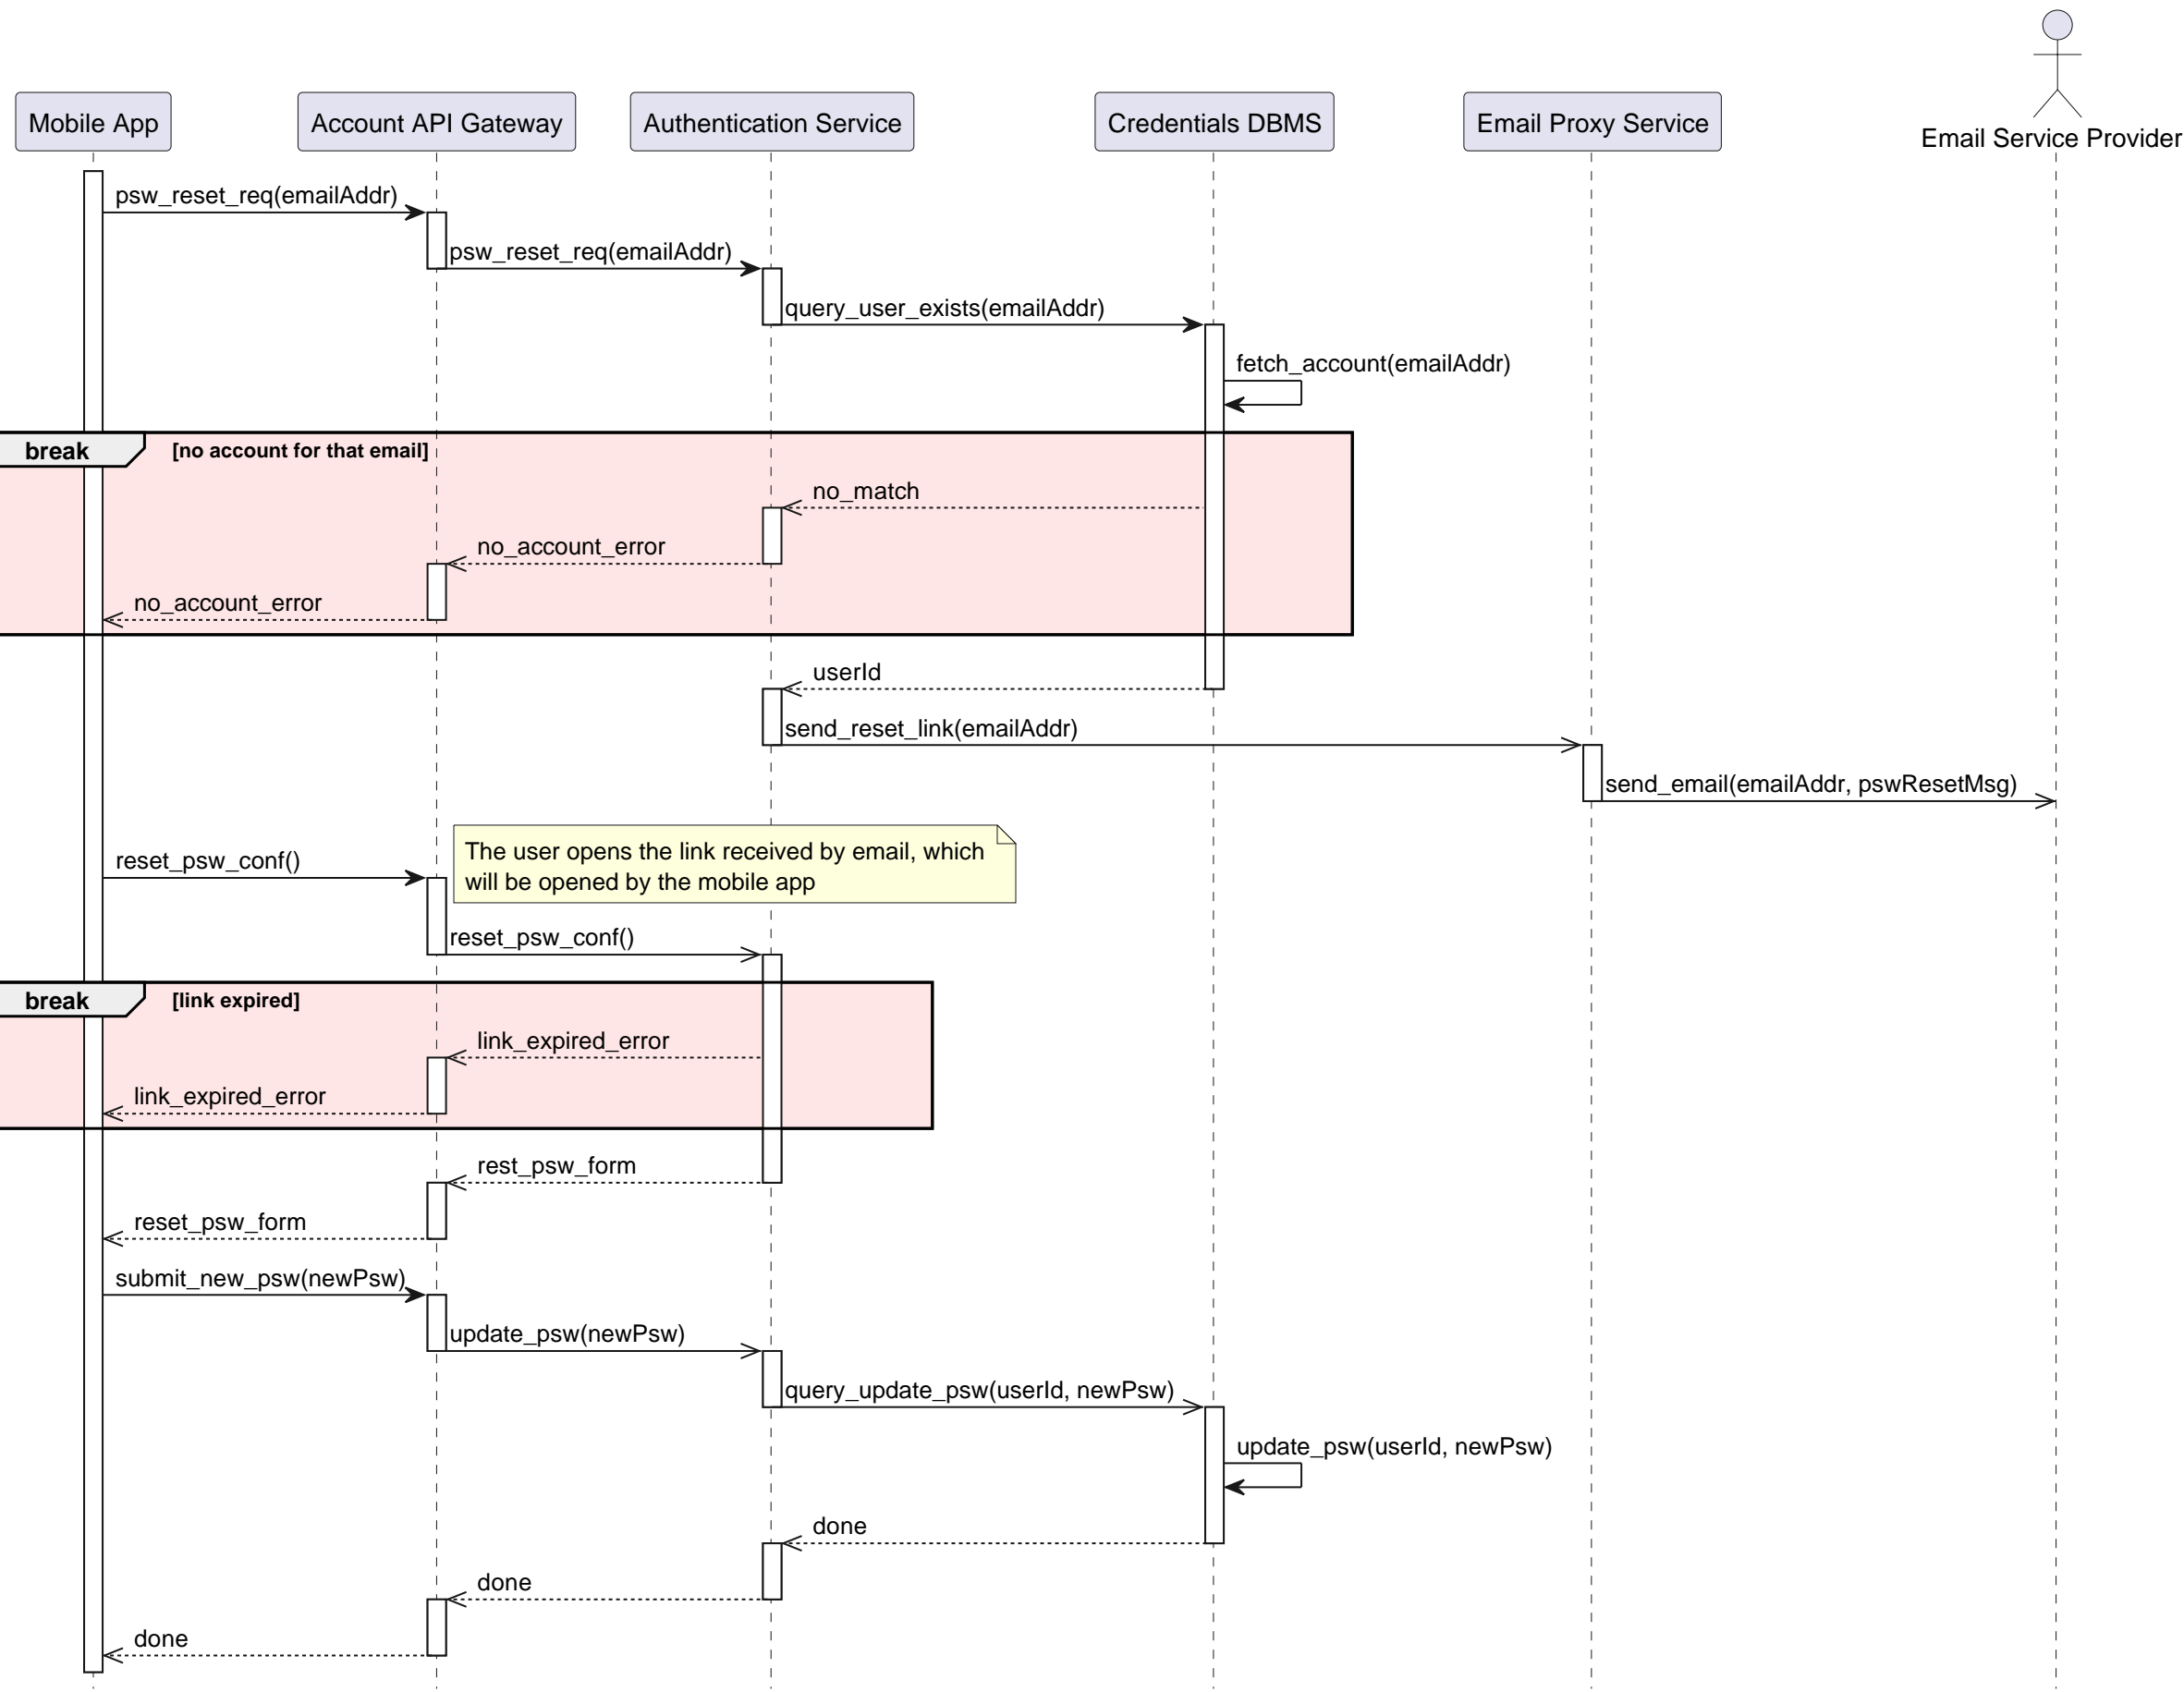 Mobile App
Account API Gateway
Authentication Service
Credentials DBMS
Email Proxy Service
Email Service Provider
psw_reset_req(emailAddr)
psw_reset_req(emailAddr)
query_user_exists(emailAddr)
fetch_account(emailAddr)
break
[no account for that email]
no_match
no_account_error
no_account_error
userId
send_reset_link(emailAddr)
send_email(emailAddr, pswResetMsg)
reset_psw_conf()
The user opens the link received by email, which
will be opened by the mobile app
reset_psw_conf()
break
[link expired]
link_expired_error
link_expired_error
rest_psw_form
reset_psw_form
submit_new_psw(newPsw)
update_psw(newPsw)
query_update_psw(userId, newPsw)
update_psw(userId, newPsw)
done
done
done